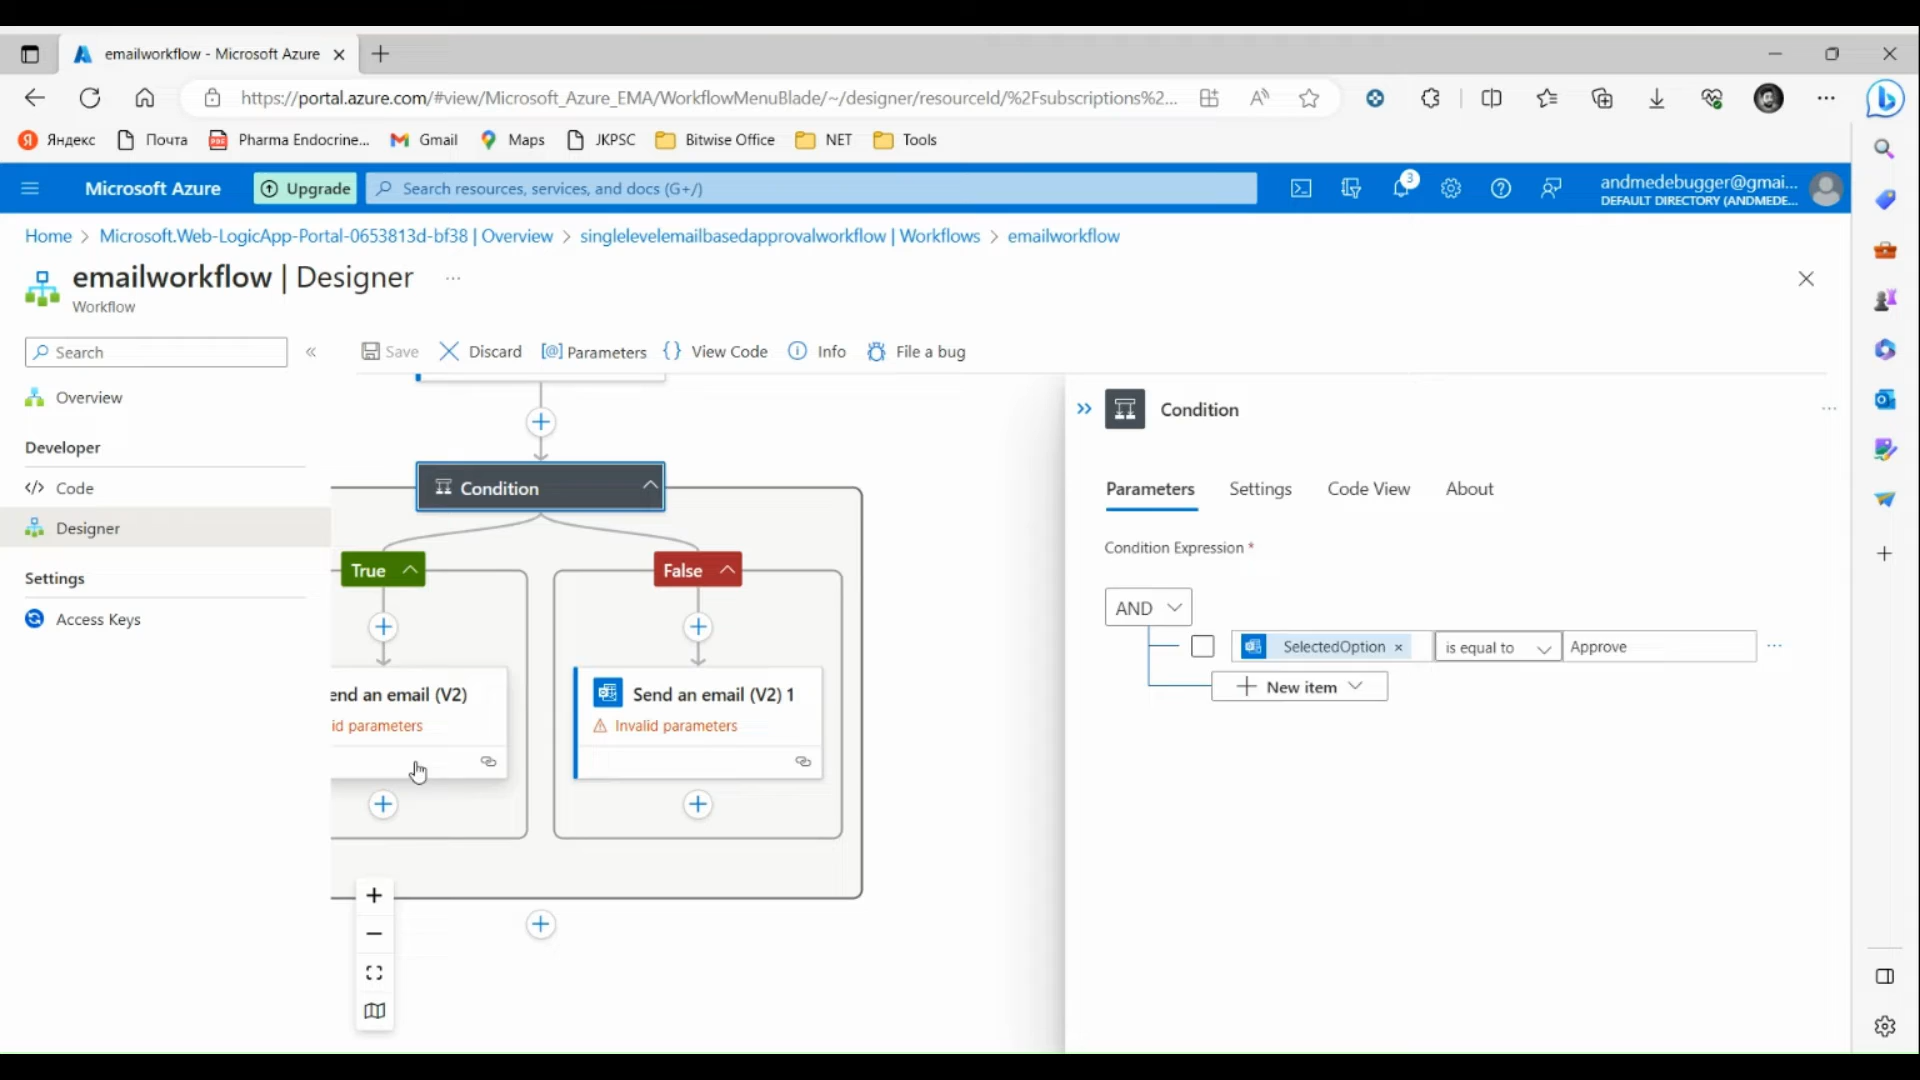 emailworkflow - Microsoft Azure
https://portal.azure.com/#view/Microsoft_Azure_EMA/WorkflowMenuBlade/~/designer/resourceId/%2Fsubscriptions%2...
Яндекс Почта Pharma Endocrine... Gmail Maps JKPSC Bitwise Office NET Tools
Microsoft Azure Upgrade Search resources, services, and docs (G+/) 3 andmedebugger@gmai...
DEFAULT DIRECTORY (ANDMEDE...
Home > Microsoft.Web-LogicApp-Portal-0653813d-bf38 | Overview > singlelevelemailbasedapprovalworkflow | Workflows > emailworkflow
emailworkflow | Designer ...
Workflow
Search
Save Discard Parameters View Code Info File a bug
Overview
Developer
Code
Designer
Settings
Access Keys
Condition
True
False
end an email (V2)
id parameters
Send an email (V2) 1
Invalid parameters
Condition
Parameters Settings Code View About
Condition Expression *
AND
SelectedOption × is equal to Approve ...
New item